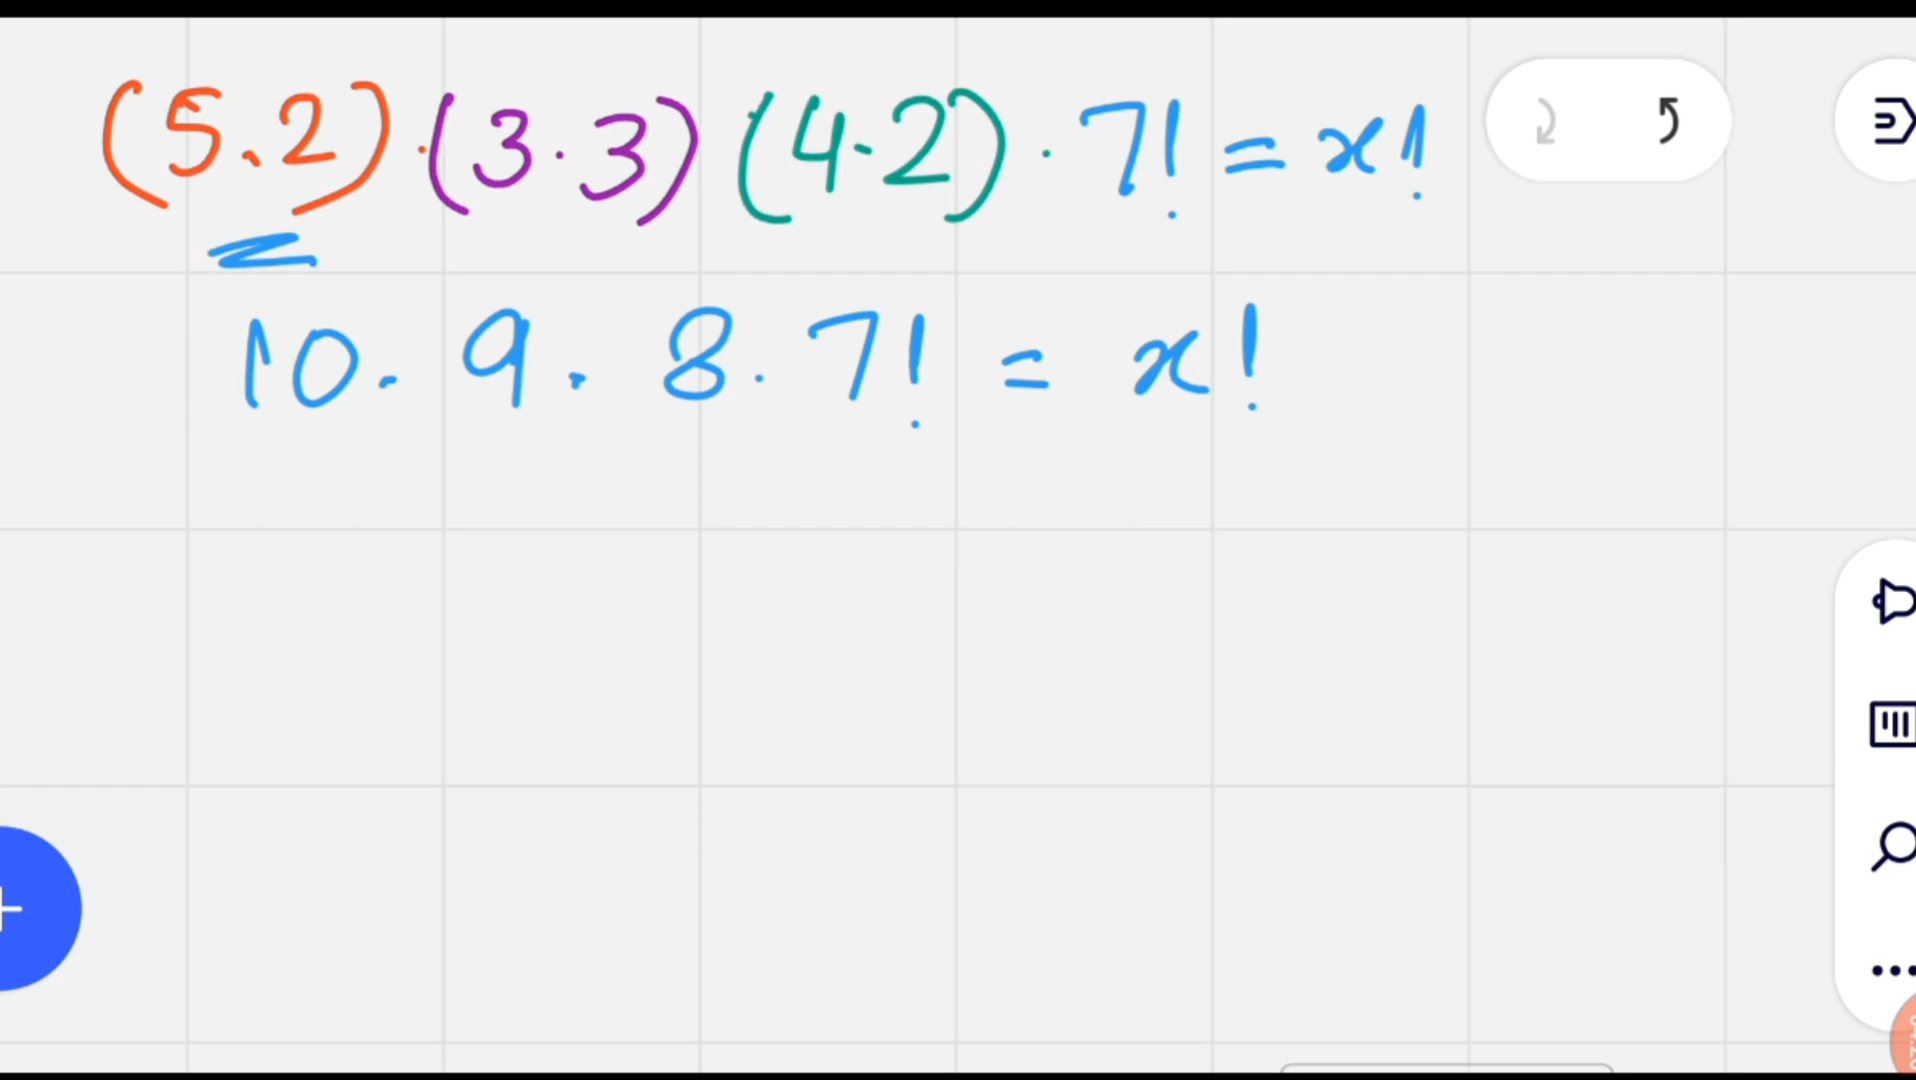 (5.2).(3.3)(4.2).7! = x!
10. 9. 8. 7! = x!